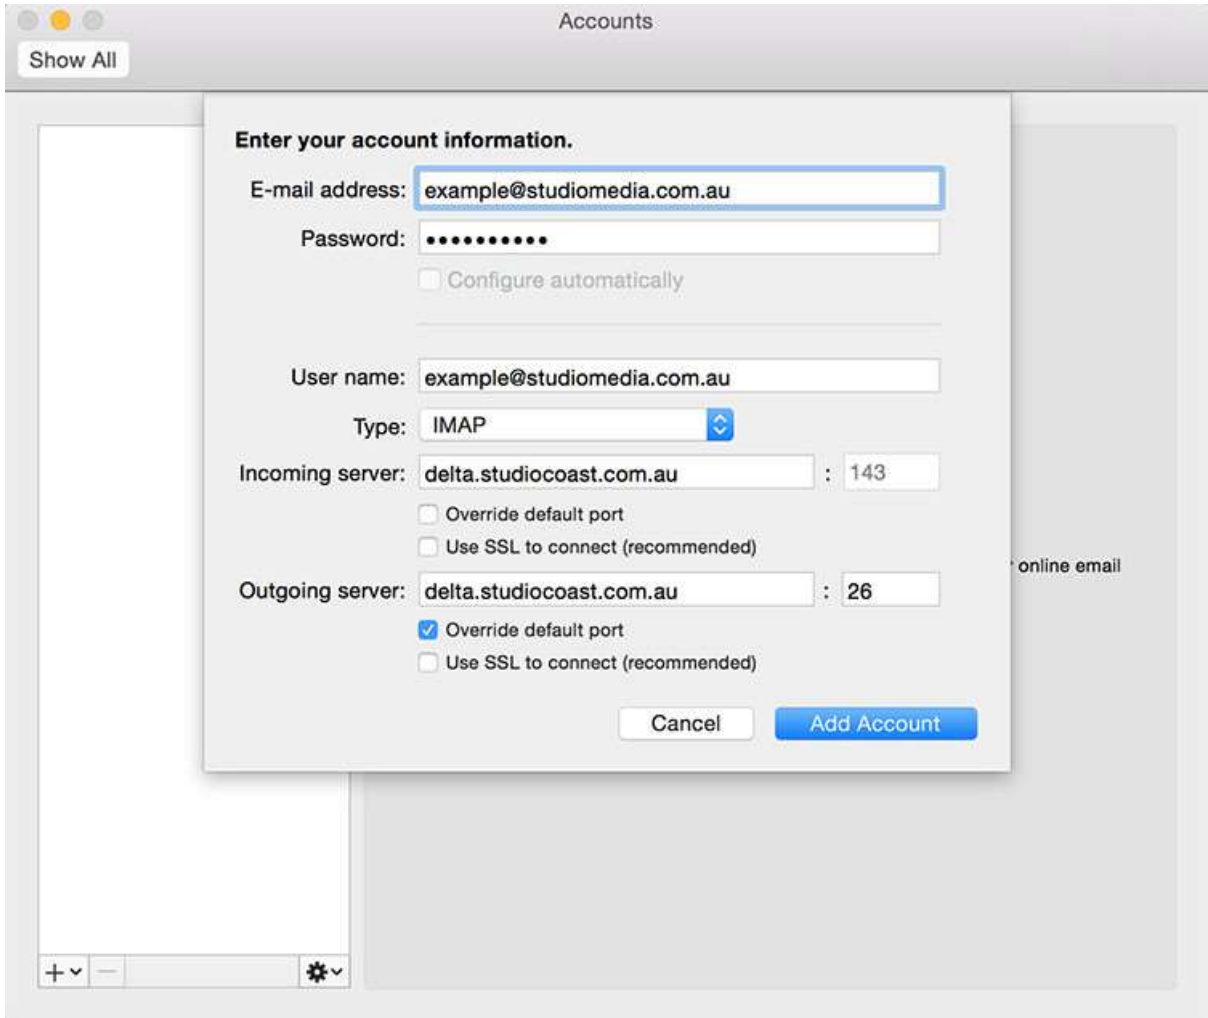 Accounts
Show All
Enter your account information.
E-mail address: example@studiomedia.com.au
Password: ••••••••••
Configure automatically
User name: example@studiomedia.com.au
Type: IMAP
Incoming server: delta.studiocoast.com.au : 143
Override default port
Use SSL to connect (recommended)
online email
Outgoing server: delta.studiocoast.com.au : 26
Override default port
Use SSL to connect (recommended)
Cancel Add Account